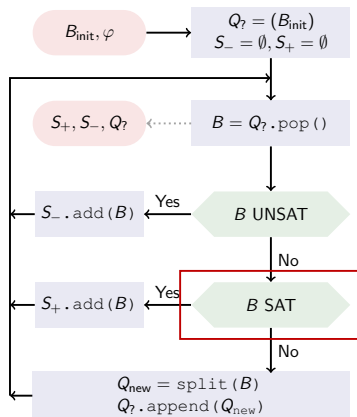 B_init, φ
Q_? = (B_init)
S_− = ∅, S_+ = ∅
S_+, S_−, Q_?
B = Q_?.pop()
S_−.add(B)
Yes
B UNSAT
No
S_+.add(B)
Yes
B SAT
No
Q_new = split(B)
Q_?.append(Q_new)